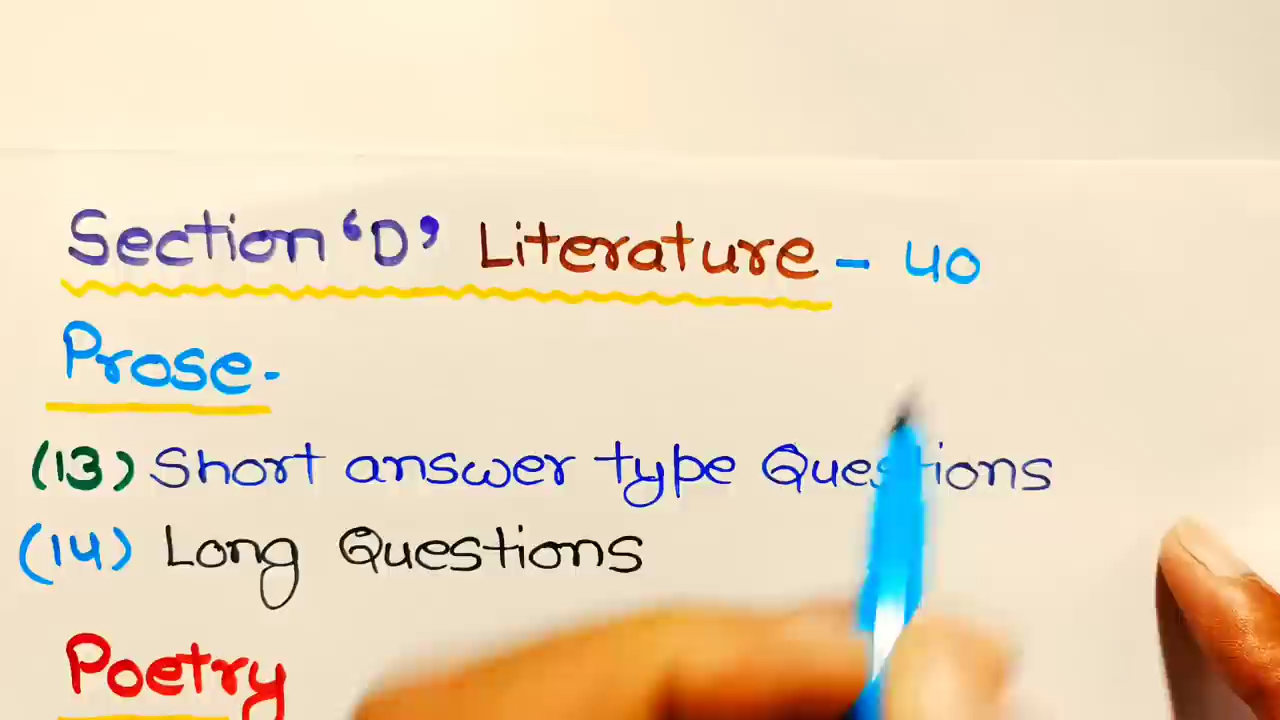 Section 'D' Literature - 40
Prose-
(13) Short answer type Questions
(14) Long Questions
Poetry